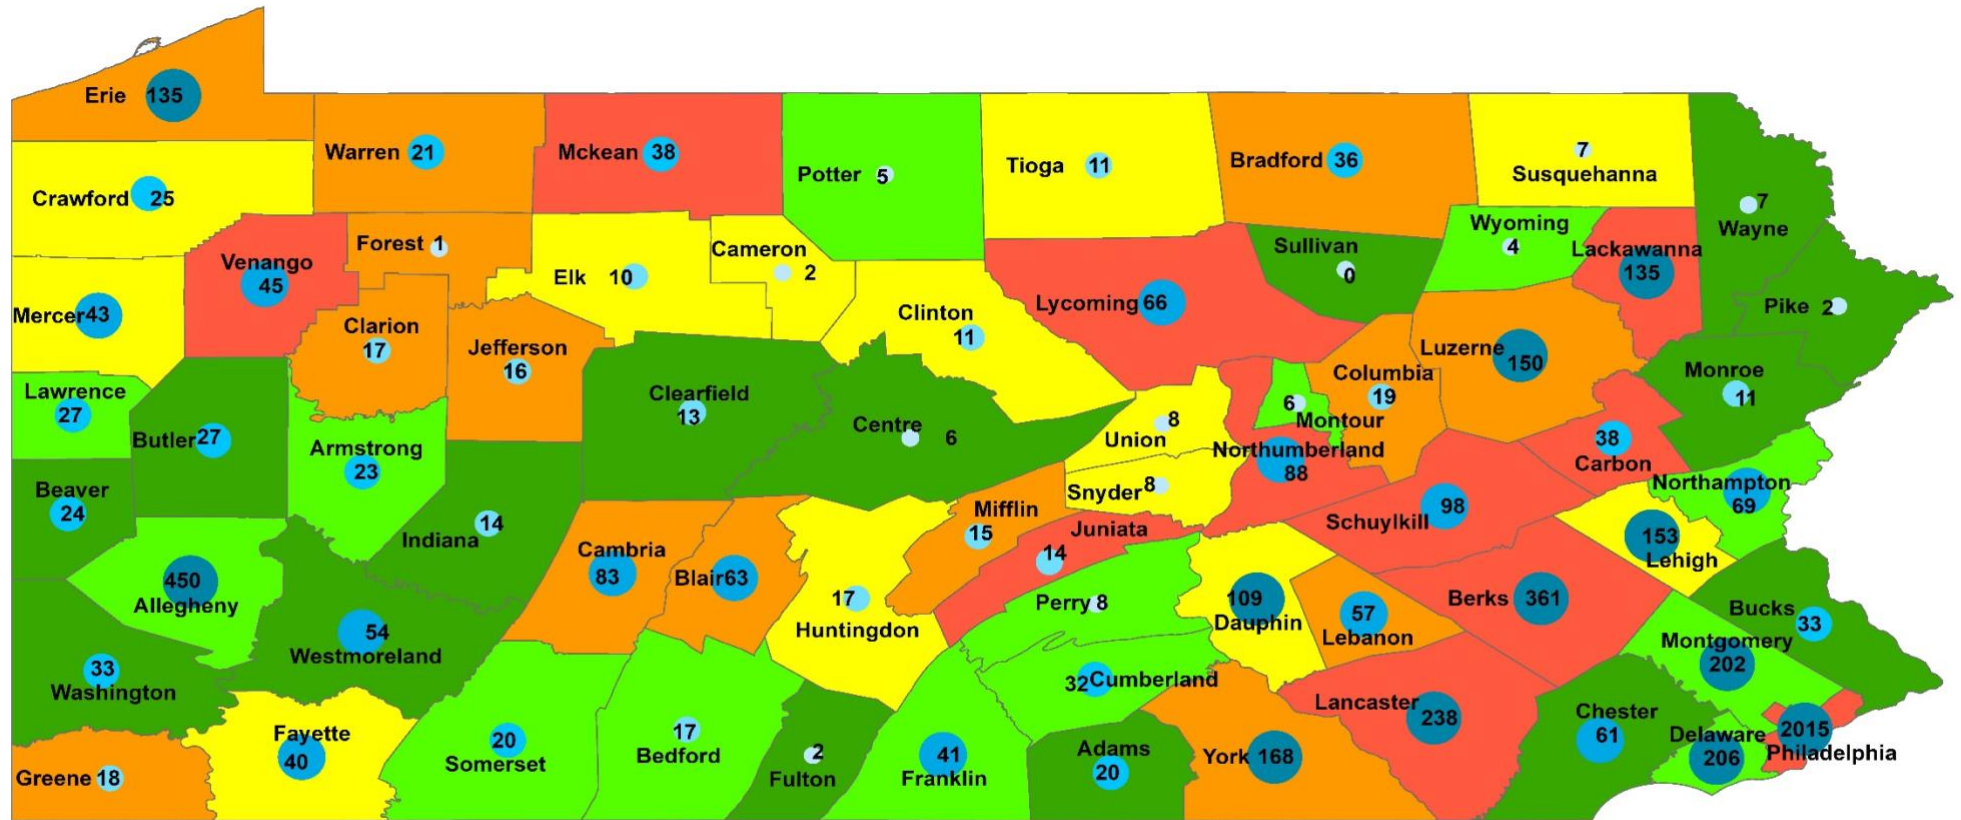 Erie 135
Warren 21
Mckean 38
Potter 5
Tioga 11
Bradford 36
7
Susquehanna
Crawford 25
7
Wayne
Forest 1
Cameron
2
Sullivan
0
Wyoming
4
Lackawanna
135
Venango
45
Elk 10
Mercer 43
Clinton
11
Lycoming 66
Pike 2
Clarion
17
Jefferson
16
Luzerne
150
Columbia
19
Monroe
11
Lawrence
27
Clearfield
13
Centre 6
6
Montour
Butler 27
8
Union
Armstrong
23
Northumberland
88
38
Carbon
Beaver
24
Snyder 8
Northampton
69
14
Indiana
Mifflin
15
Juniata
14
Schuylkill 98
153
Lehigh
Cambria
83
Blair 63
450
Allegheny
17
Huntingdon
Perry 8
109
Dauphin
57
Lebanon
Berks 361
Bucks
33
54
Westmoreland
Montgomery
202
33
Washington
32 Cumberland
Lancaster
238
Chester
61
Fayette
40
20
Somerset
17
Bedford
2
Fulton
41
Franklin
Adams
20
York 168
Delaware
206
2015
Philadelphia
Greene 18